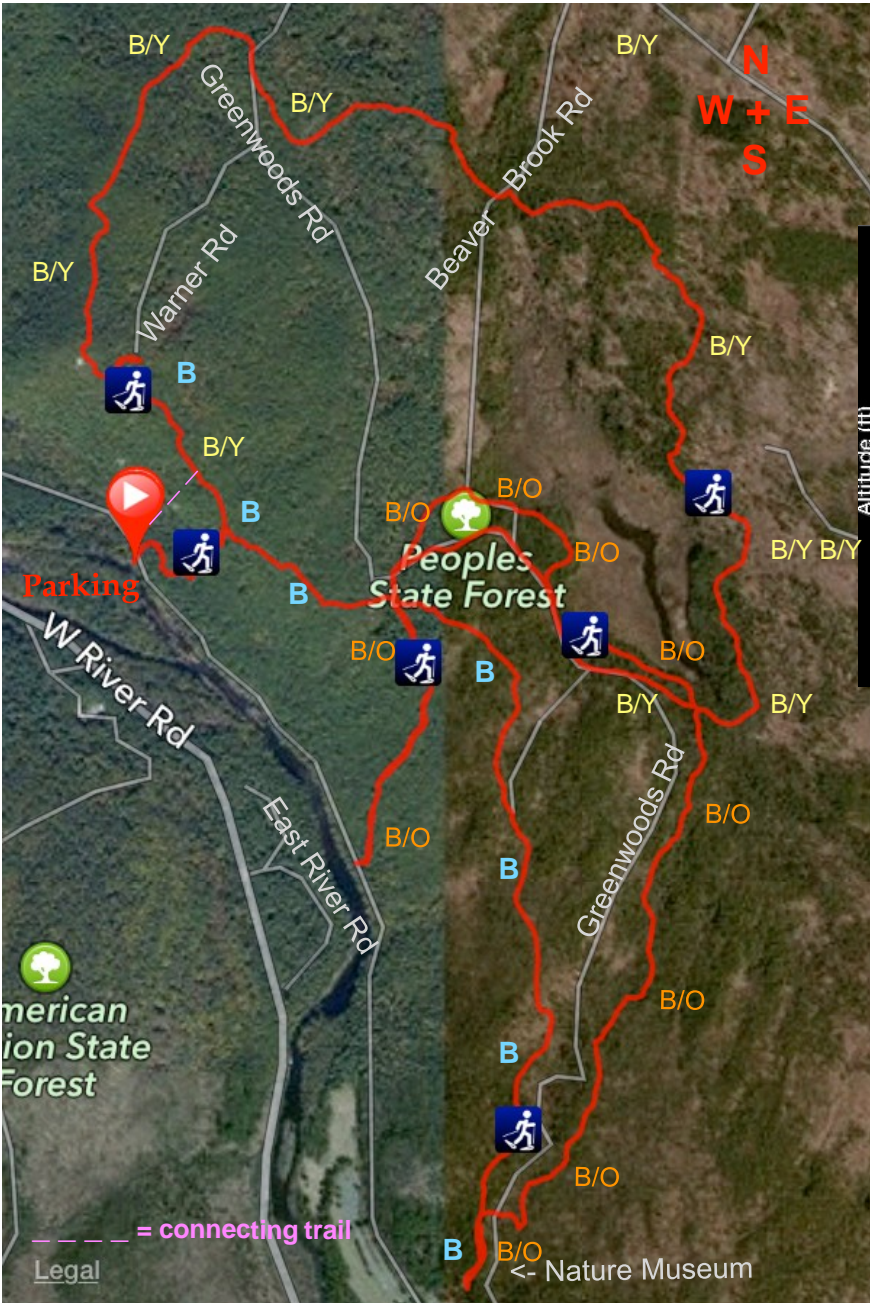 B/Y
B/Y
N
W + E
S
Greenwoods Rd
B/Y
Beaver Brook Rd
Warner Rd
B/Y
B/Y
B
B/Y
Altitude (ft)
B/O
B/O
B
B/O
B/Y B/Y
Peoples
State Forest
Parking
B
W River Rd
B/O
B
B/O
B/Y
B/Y
Greenwoods Rd
B/O
East River Rd
B/O
B
merican
ion State
Forest
B/O
B
B/O
_ _ _ _ = connecting trail
B
B/O
<- Nature Museum
Legal